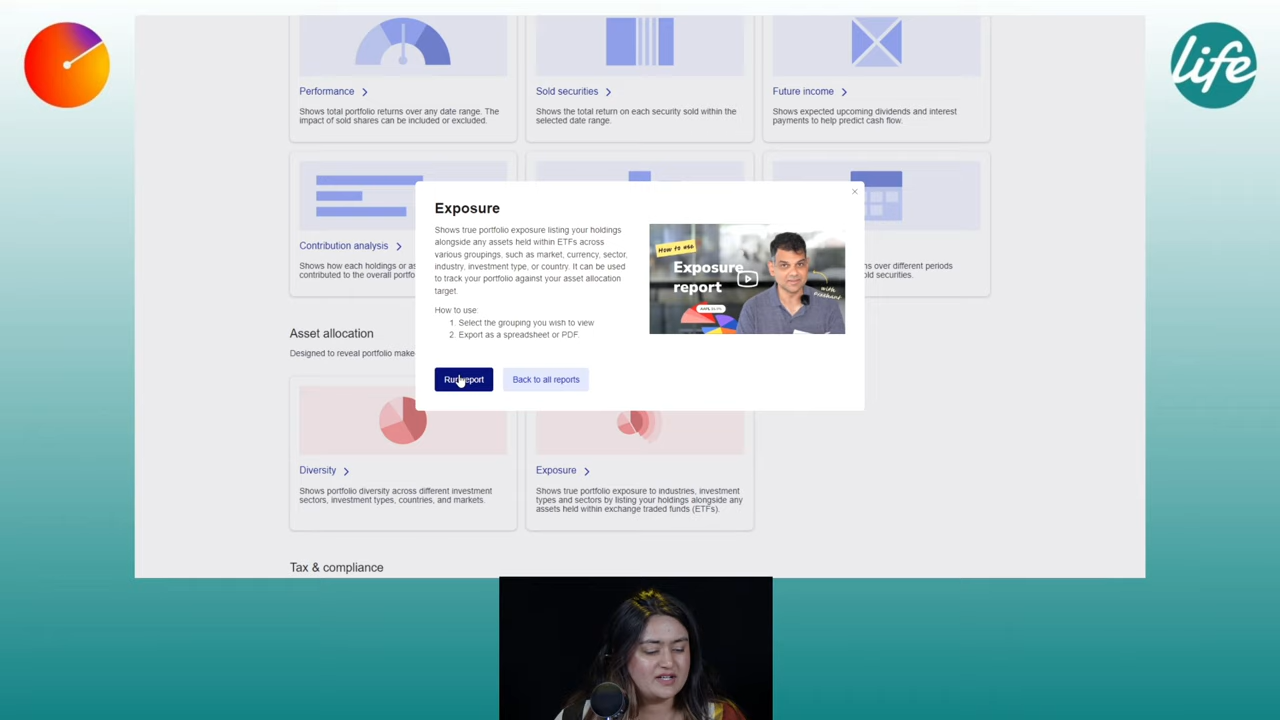 life
Performance
Shows total portfolio returns over any date range. The
impact of sold shares can be included or excluded.
Sold securities
Shows the total return on each security sold within the
selected date range.
Future income
Shows expected upcoming dividends and interest
payments to help predict cash flow.
Contribution analysis
Shows how each holdings or as
contributed to the overall portfo
ns over different periods
old securities.
Exposure
Shows true portfolio exposure listing your holdings
alongside any assets held within ETFs across
various groupings, such as market, currency, sector,
industry, investment type, or country. It can be used
to track your portfolio against your asset allocation
target.
How to use:
1. Select the grouping you wish to view
2. Export as a spreadsheet or PDF.
How to use
Exposure
report
with
Run report
Back to all reports
Asset allocation
Designed to reveal portfolio make
Diversity
Shows portfolio diversity across different investment
sectors, investment types, countries, and markets.
Exposure
Shows true portfolio exposure to industries, investment
types and sectors by listing your holdings alongside any
assets held within exchange traded funds (ETFs).
Tax & compliance